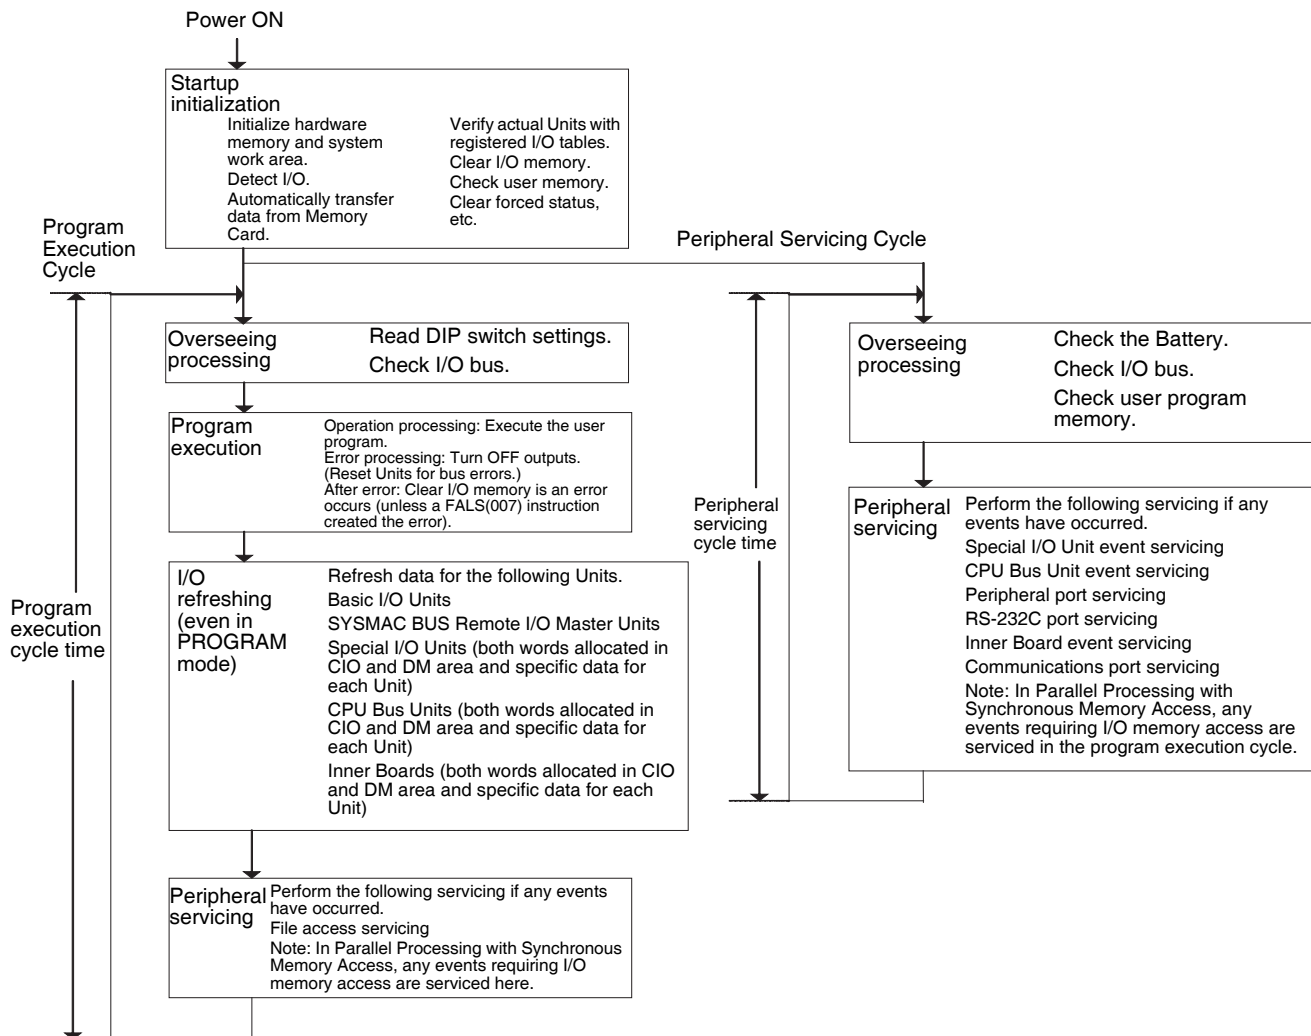 Power ON
Startup
initialization
Initialize hardware
memory and system
work area.
Detect I/O.
Automatically transfer
data from Memory
Card.
Verify actual Units with
registered I/O tables.
Clear I/O memory.
Check user memory.
Clear forced status,
etc.
Program
Execution
Cycle
Peripheral Servicing Cycle
Overseeing
processing
Read DIP switch settings.
Check I/O bus.
Program
execution
Operation processing: Execute the user
program.
Error processing: Turn OFF outputs.
(Reset Units for bus errors.)
After error: Clear I/O memory is an error
occurs (unless a FALS(007) instruction
created the error).
I/O
refreshing
(even in
PROGRAM
mode)
Refresh data for the following Units.
Basic I/O Units
SYSMAC BUS Remote I/O Master Units
Special I/O Units (both words allocated in
CIO and DM area and specific data for
each Unit)
CPU Bus Units (both words allocated in
CIO and DM area and specific data for
each Unit)
Inner Boards (both words allocated in CIO
and DM area and specific data for each
Unit)
Program
execution
cycle time
Peripheral
servicing
Perform the following servicing if any events
have occurred.
File access servicing
Note: In Parallel Processing with Synchronous
Memory Access, any events requiring I/O
memory access are serviced here.
Overseeing
processing
Check the Battery.
Check I/O bus.
Check user program
memory.
Peripheral
servicing
cycle time
Peripheral
servicing
Perform the following servicing if any
events have occurred.
Special I/O Unit event servicing
CPU Bus Unit event servicing
Peripheral port servicing
RS-232C port servicing
Inner Board event servicing
Communications port servicing
Note: In Parallel Processing with
Synchronous Memory Access, any
events requiring I/O memory access are
serviced in the program execution cycle.